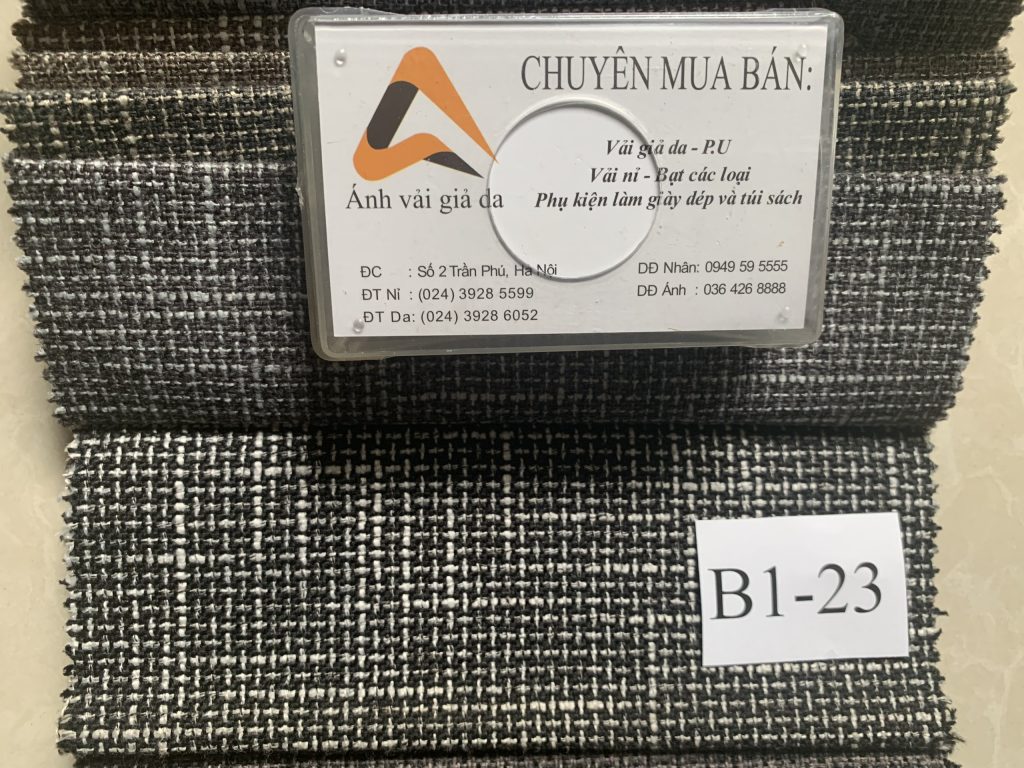 CHUYÊN MUA BÁN:
Vải giả da - P.U
Vải nỉ - Bạt các loại
Phụ kiện làm giày dép và túi sách
Ánh vải giả da
ĐC : Số 2 Trần Phú, Hà Nội
ĐT Nỉ : (024) 3928 5599
ĐT Da: (024) 3928 6052
DĐ Nhân: 0949 59 5555
DĐ Ánh : 036 426 8888
B1-23